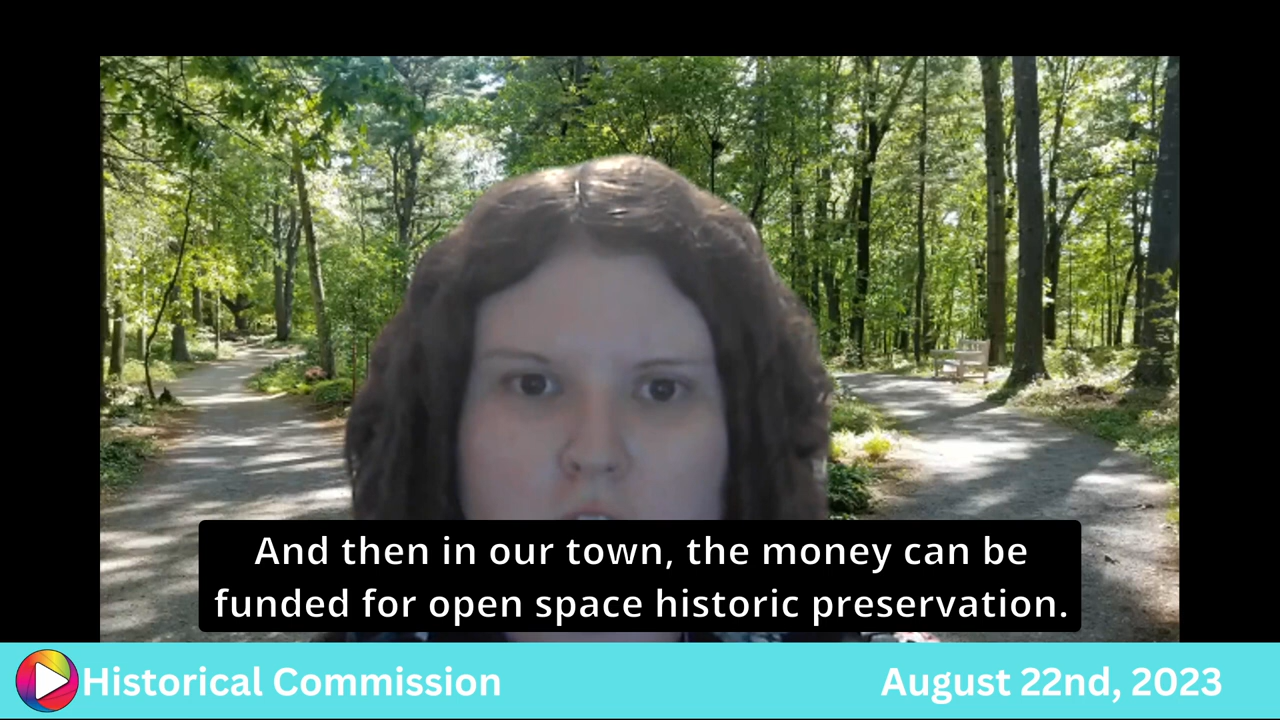 And then in our town, the money can be
funded for open space historic preservation.
Historical Commission
August 22nd, 2023